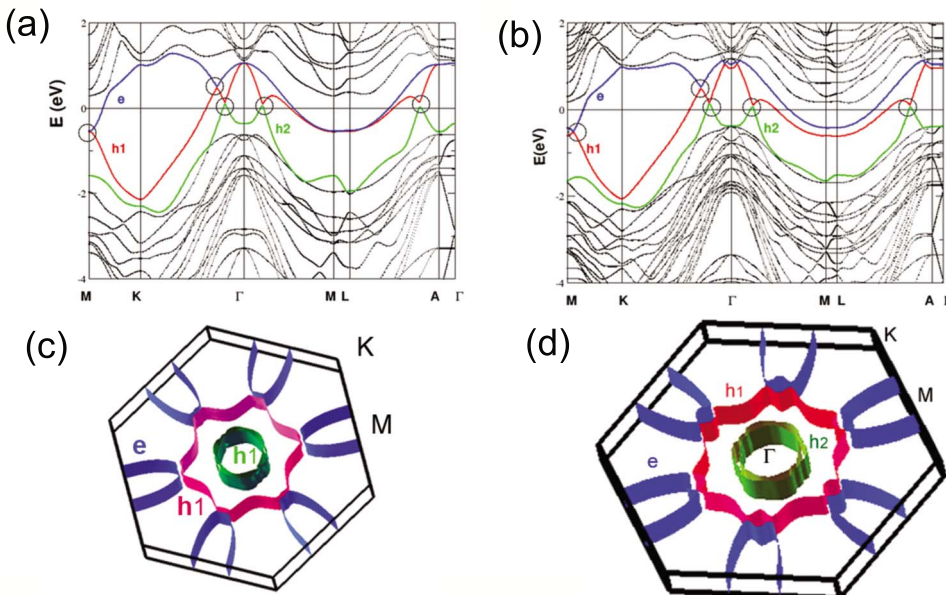 (a)
(b)
2
0
-2
-4
E (eV)
e
h1
h2
M K Γ M L A Γ
2
0
-2
-4
E(eV)
e
h1
h2
M K Γ M L A
(c)
K
M
e
h1
h1
(d)
K
M
h1
h2
Γ
e